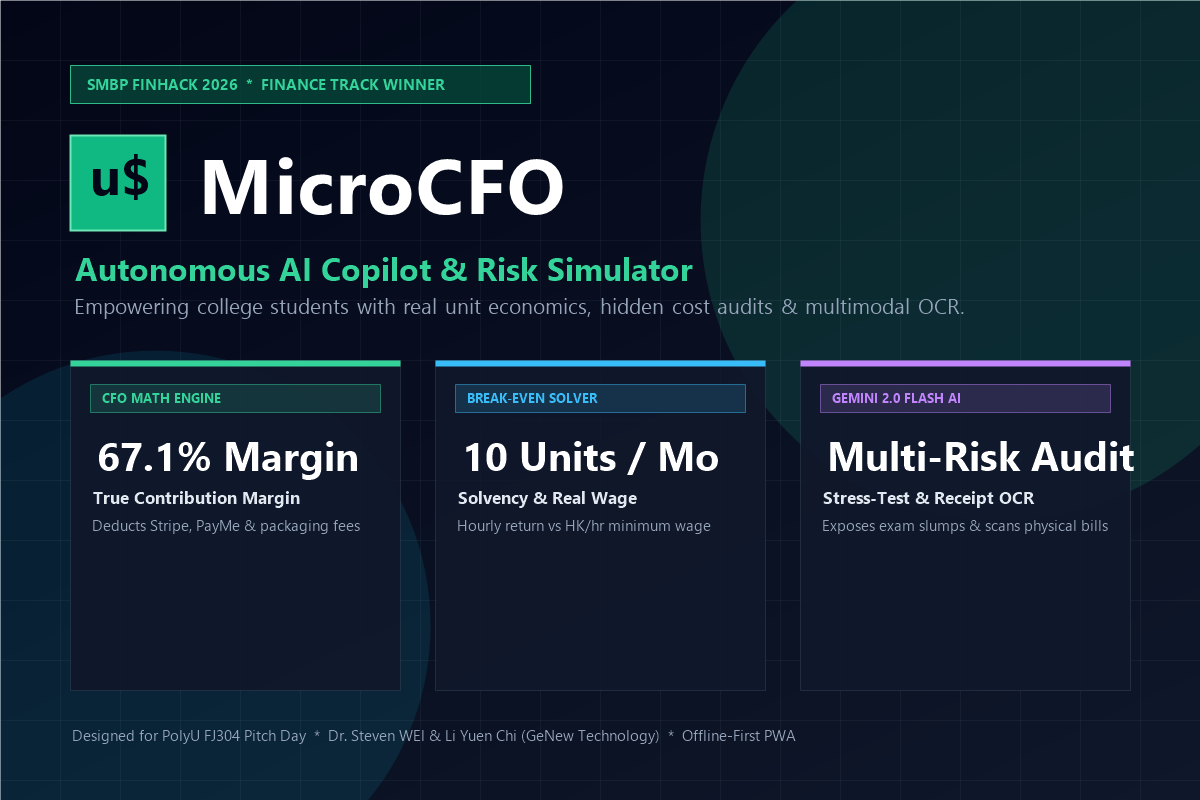 SMBP FINHACK 2026 * FINANCE TRACK WINNER
u$
MicroCFO
Autonomous AI Copilot & Risk Simulator
Empowering college students with real unit economics, hidden cost audits & multimodal OCR.
CFO MATH ENGINE
67.1% Margin
True Contribution Margin
Deducts Stripe, PayMe & packaging fees
BREAK-EVEN SOLVER
10 Units / Mo
Solvency & Real Wage
Hourly return vs HK/hr minimum wage
GEMINI 2.0 FLASH AI
Multi-Risk Audit
Stress-Test & Receipt OCR
Exposes exam slumps & scans physical bills
Designed for PolyU FJ304 Pitch Day * Dr. Steven WEI & Li Yuen Chi (GeNew Technology) * Offline-First PWA